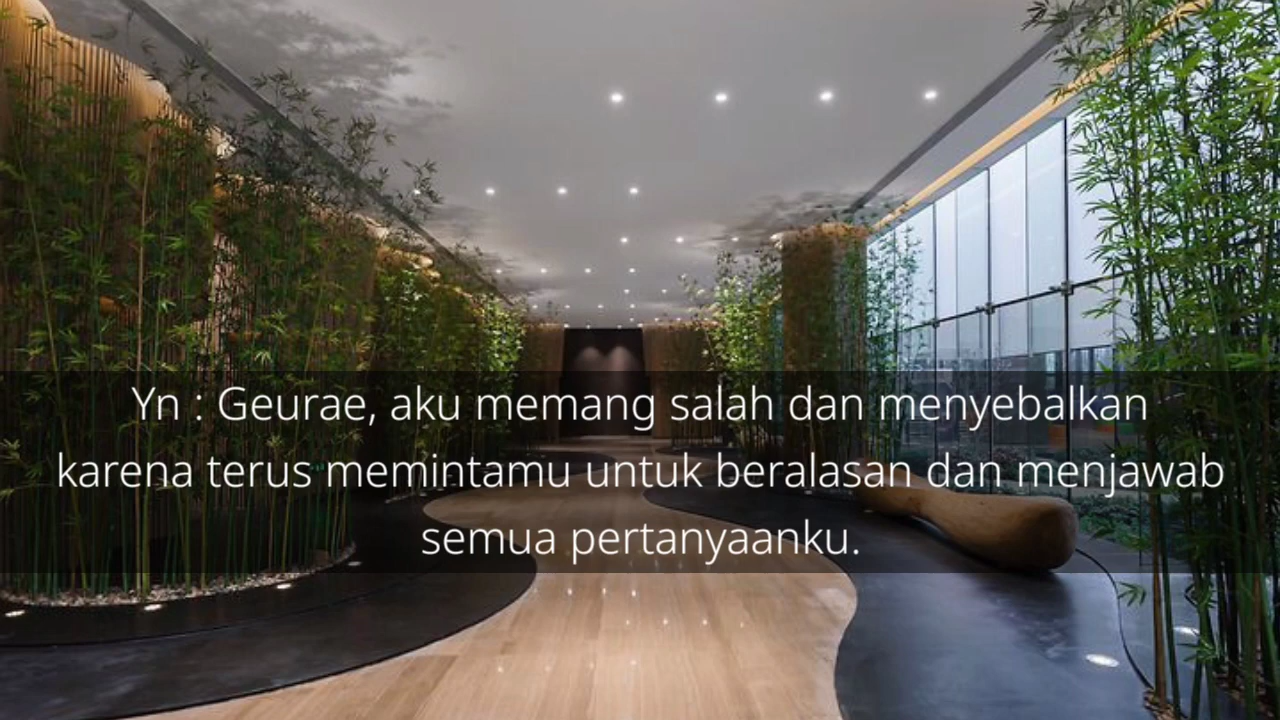 Yn : Geurae, aku memang salah dan menyebalkan
karena terus memintamu untuk beralasan dan menjawab
semua pertanyaanku.